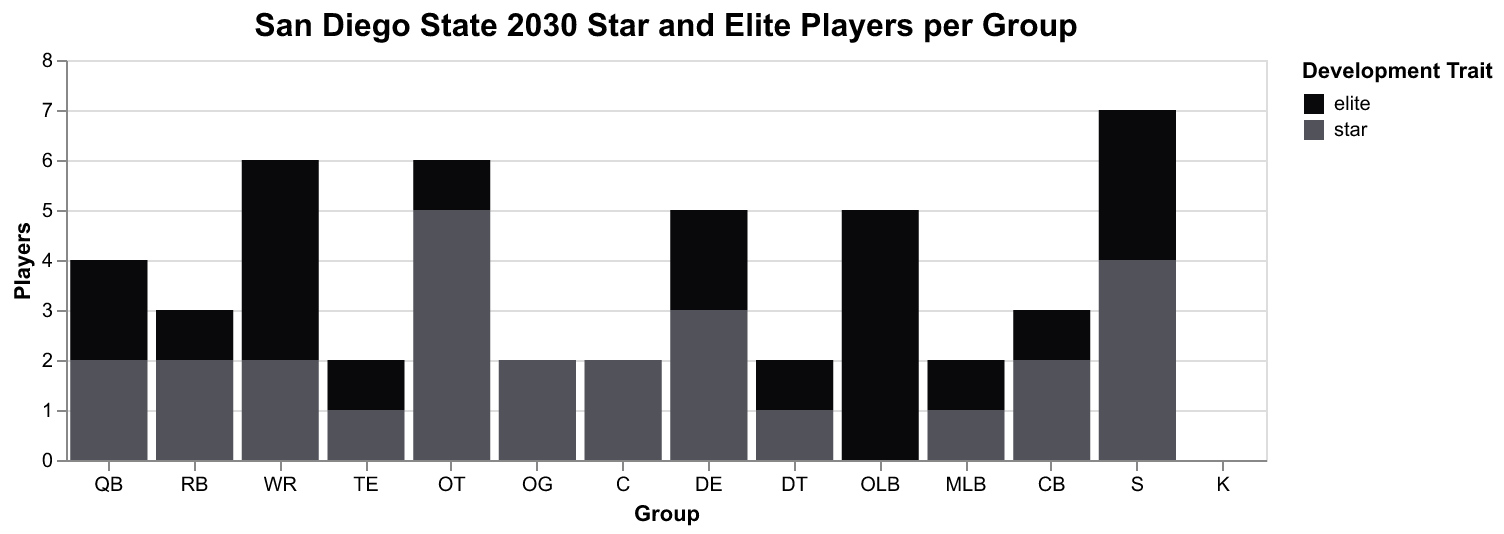 San Diego State 2030 Star and Elite Players per Group
Development Trait
elite
star
Players
8
7
6
5
4
3
2
1
0
QB RB WR TE OT OG C DE DT OLB MLB CB S K
Group